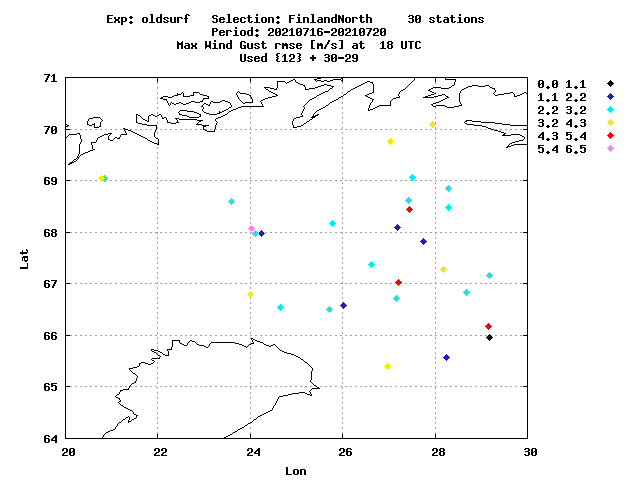 Exp: oldsurf Selection: FinlandNorth 30 stations
Period: 20210716-20210720
Max Wind Gust rmse [m/s] at 18 UTC
Used {12} + 30-29
0.0 1.1
1.1 2.2
2.2 3.2
3.2 4.3
4.3 5.4
5.4 6.5
71
70
69
68
67
66
65
64
Lat
20 22 24 26 28 30
Lon